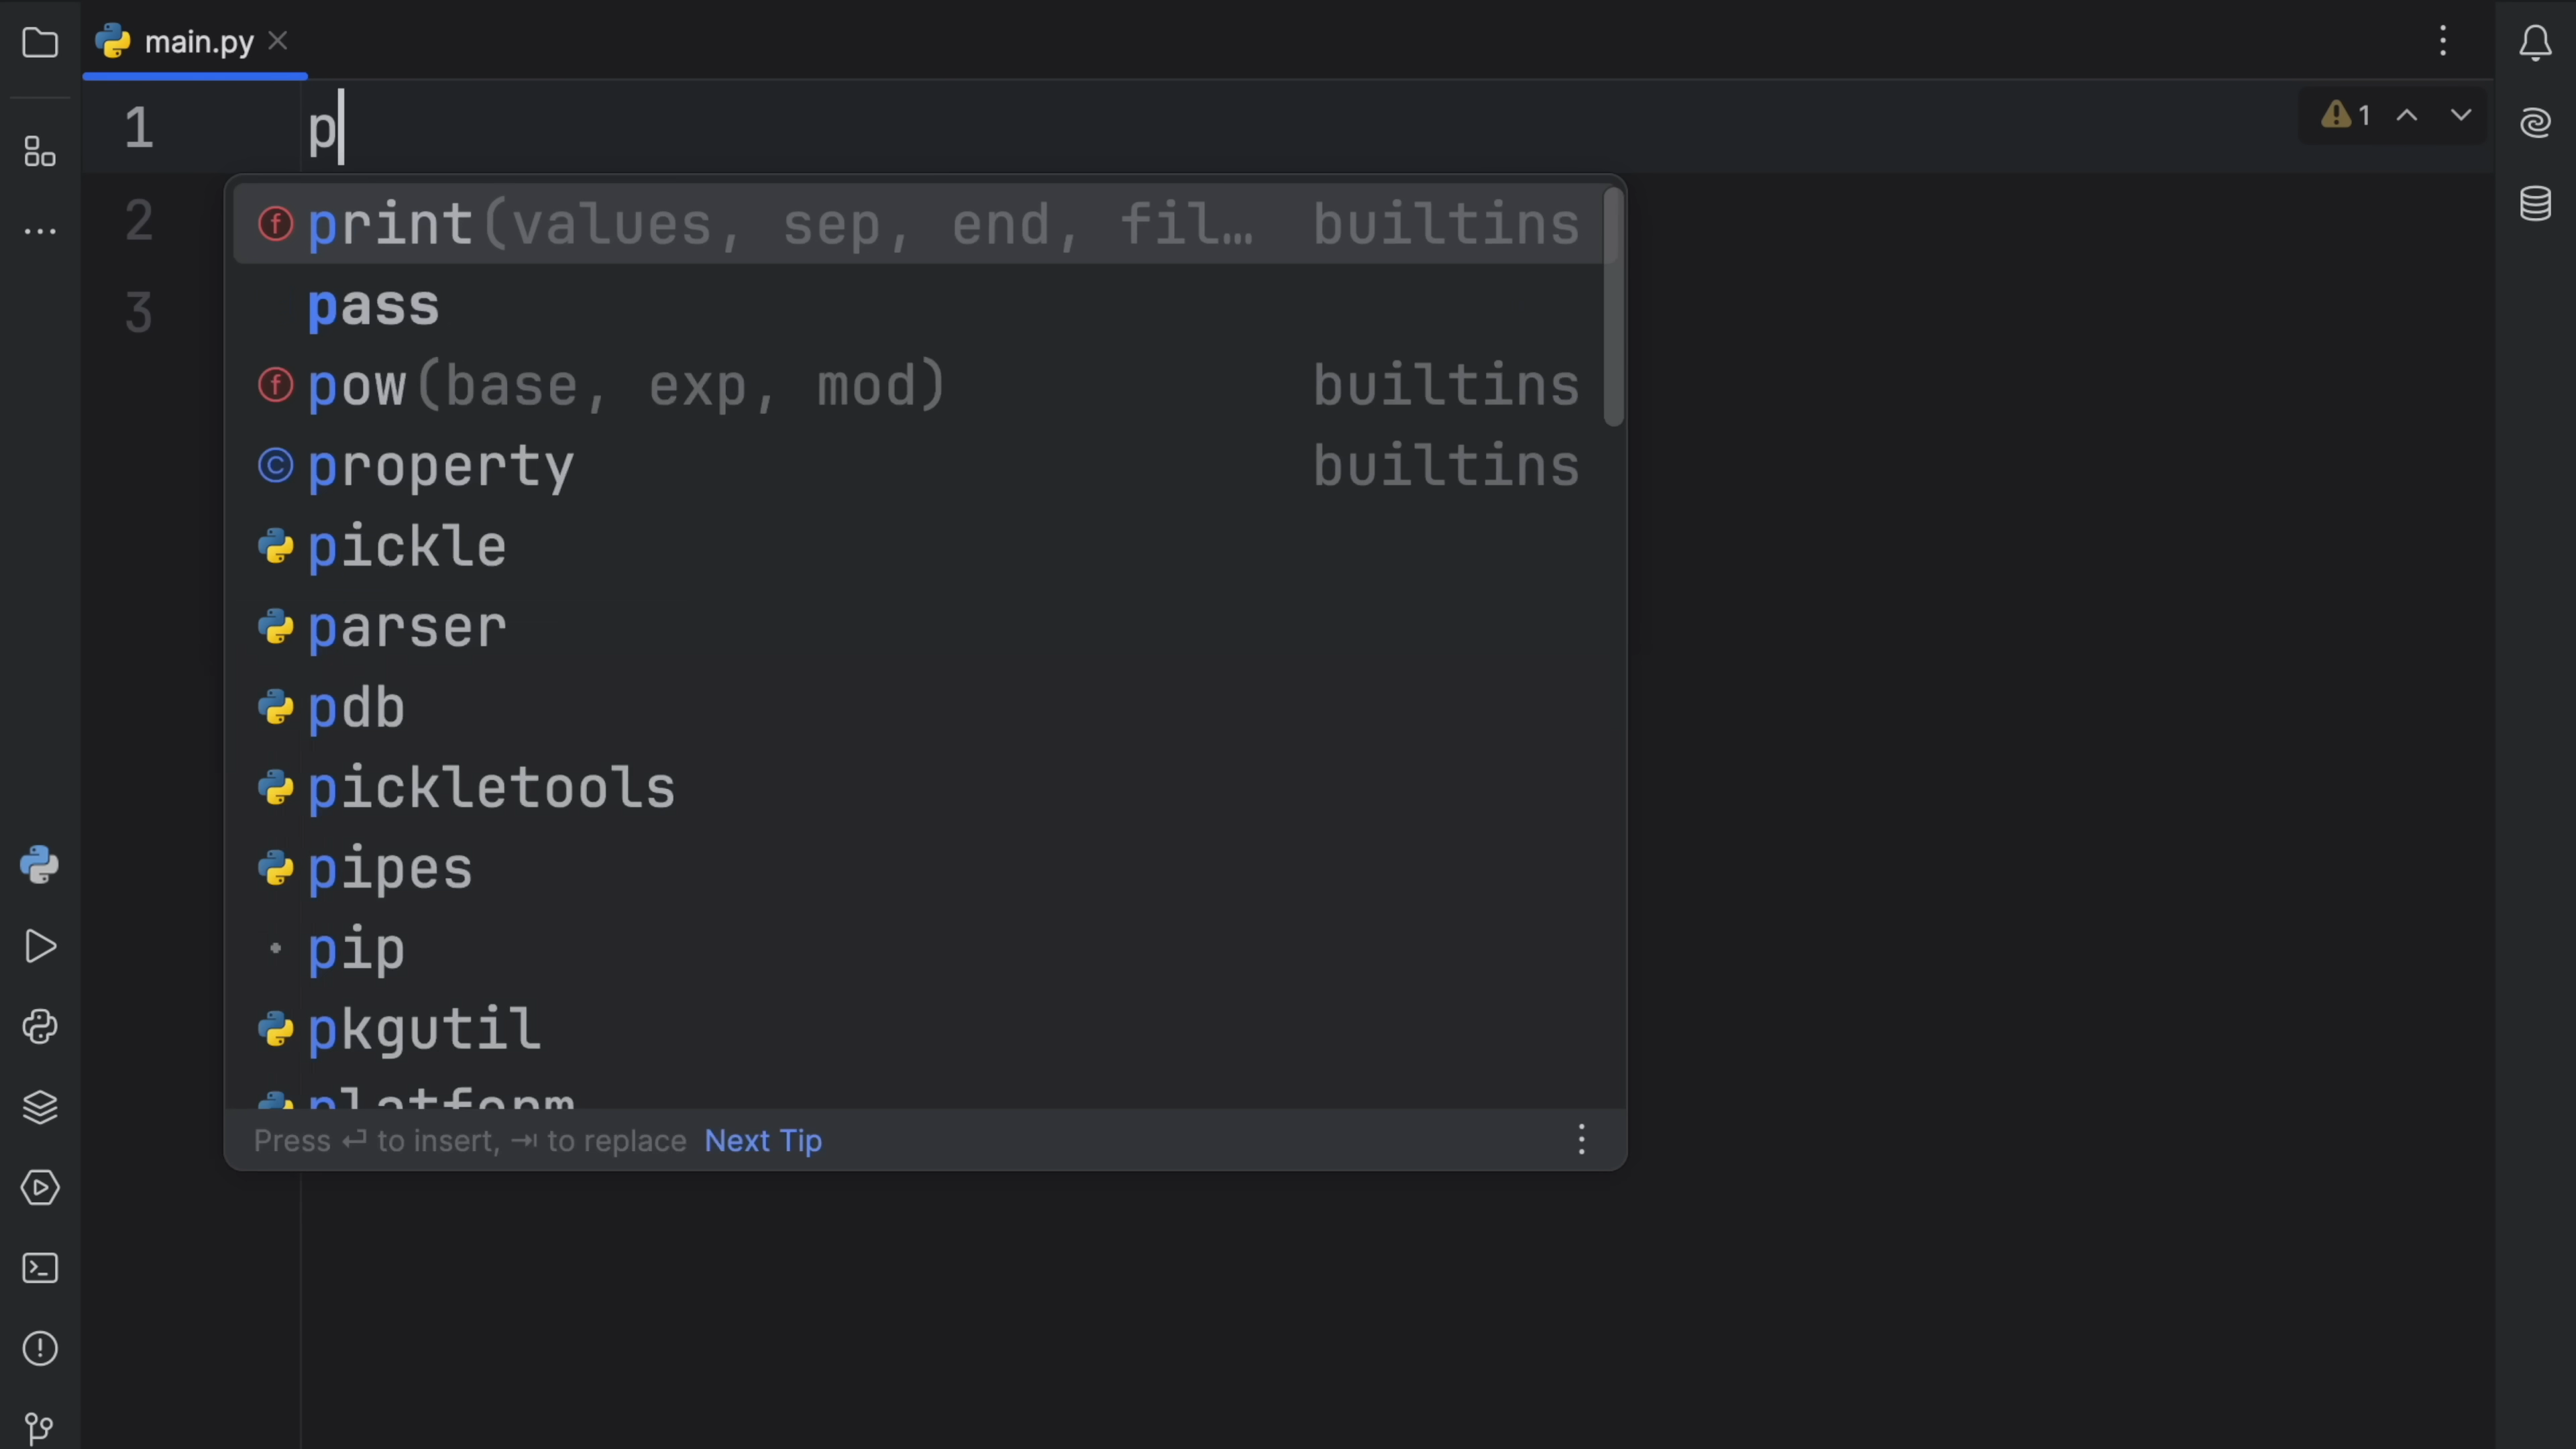 main.py
1 p
2
3
1
print(values, sep, end, fil… builtins
pass
pow(base, exp, mod) builtins
property builtins
pickle
parser
pdb
pickletools
pipes
pip
pkgutil
platform
Press ↵ to insert, ⇥ to replace Next Tip